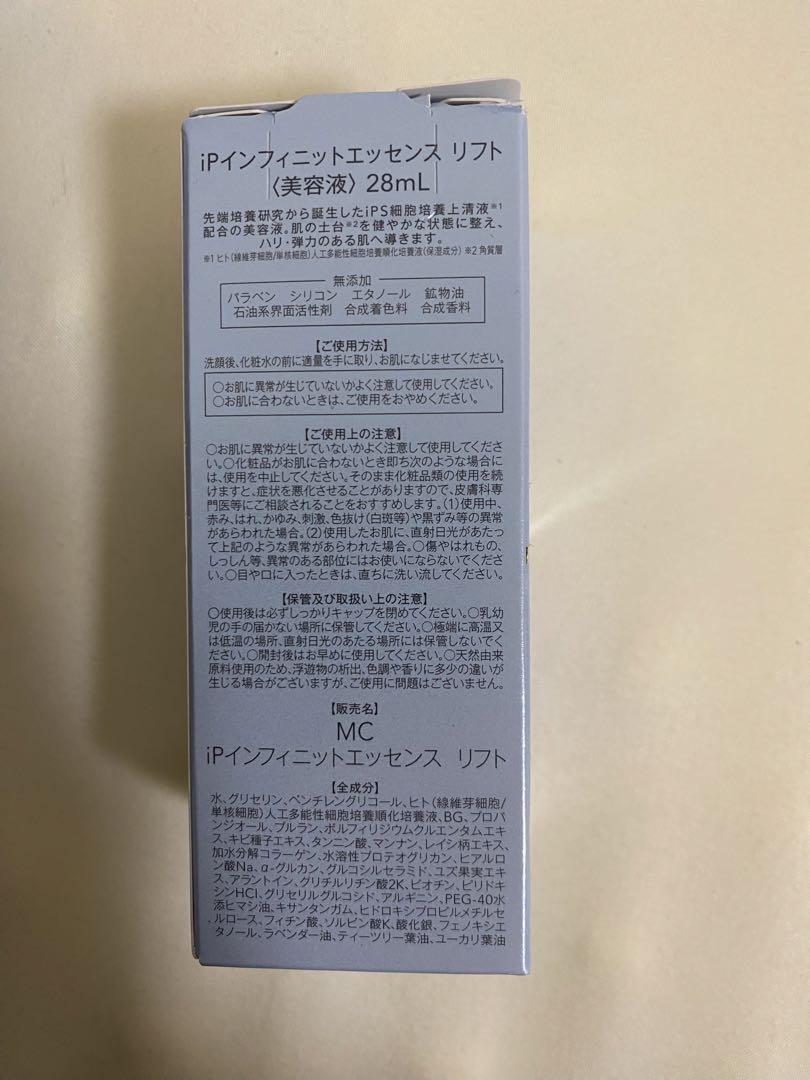 iPインフィニットエッセンス リフト
〈美容液〉 28mL
先端培養研究から誕生したiPS細胞培養上清液※1
配合の美容液。肌の土台※2を健やかな状態に整え、
ハリ・弾力のある肌へ導きます。
※1 ヒト(線維芽細胞/単核細胞)人工多能性細胞培養順化培養液(保湿成分) ※2 角質層
無添加
パラベン シリコン エタノール 鉱物油
石油系界面活性剤 合成着色料 合成香料
【ご使用方法】
洗顔後、化粧水の前に適量を手に取り、お肌になじませてください。
○お肌に異常が生じていないかよく注意して使用してください。
○お肌に合わないときは、ご使用をおやめください。
【ご使用上の注意】
○お肌に異常が生じていないかよく注意して使用してくださ
い。○化粧品がお肌に合わないとき即ち次のような場合に
は、使用を中止してください。そのまま化粧品類の使用を続
けますと、症状を悪化させることがありますので、皮膚科専
門医等にご相談されることをおすすめします。(1)使用中、
赤み、はれ、かゆみ、刺激、色抜け(白斑等)や黒ずみ等の異常
があらわれた場合。(2)使用したお肌に、直射日光があたっ
て上記のような異常があらわれた場合。○傷やはれもの、
しっしん等、異常のある部位にはお使いにならないでくださ
い。○目や口に入ったときは、直ちに洗い流してください。
【保管及び取扱い上の注意】
○使用後は必ずしっかりキャップを閉めてください。○乳幼
児の手の届かない場所に保管してください。○極端に高温又
は低温の場所、直射日光のあたる場所には保管しないでく
ださい。○開封後はお早めに使用してください。○天然由来
原料使用のため、浮遊物の析出、色調や香りに多少の違いが
生じる場合がございますが、ご使用に問題はございません。
【販売名】
MC
iPインフィニットエッセンス リフト
【全成分】
水、グリセリン、ペンチレングリコール、ヒト(線維芽細胞/
単核細胞)人工多能性細胞培養順化培養液、BG、プロパ
ンジオール、プルラン、ポルフィリジウムクルエンタムエキ
ス、キビ種子エキス、タンニン酸、マンナン、レイシ柄エキス、
加水分解コラーゲン、水溶性プロテオグリカン、ヒアルロ
ン酸Na、α-グルカン、グルコシルセラミド、ユズ果実エキ
ス、アラントイン、グリチルリチン酸2K、ビオチン、ピリドキ
シンHCl、グリセリルグルコシド、アルギニン、PEG-40水
添ヒマシ油、キサンタンガム、ヒドロキシプロピルメチルセ
ルロース、フィチン酸、ソルビン酸K、酸化銀、フェノキシエ
タノール、ラベンダー油、ティーツリー葉油、ユーカリ葉油